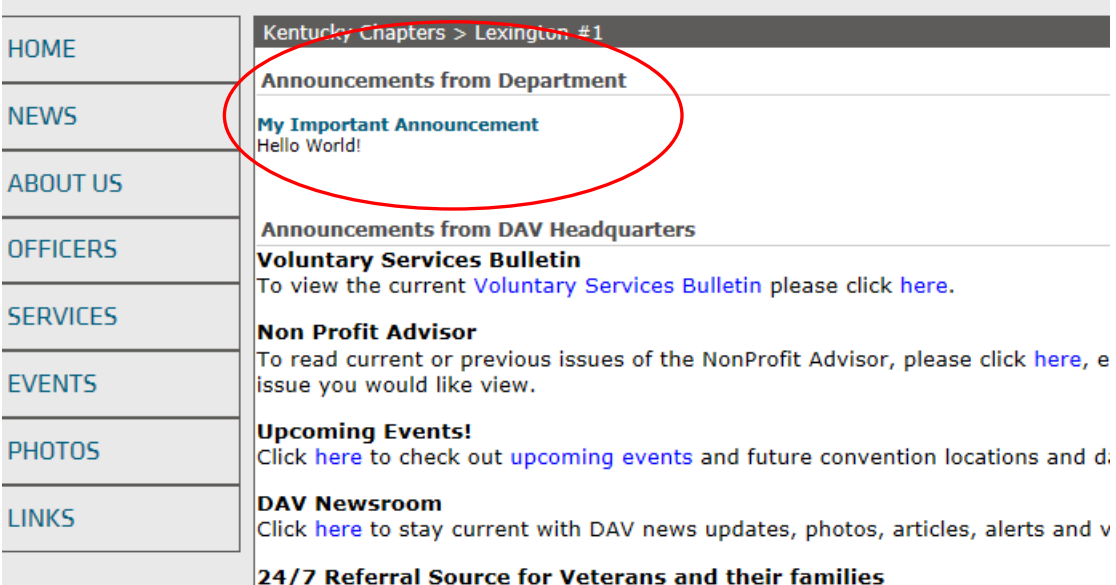 HOME
NEWS
ABOUT US
OFFICERS
SERVICES
EVENTS
PHOTOS
LINKS
Kentucky Chapters > Lexington #1
Announcements from Department
My Important Announcement
Hello World!
Announcements from DAV Headquarters
Voluntary Services Bulletin
To view the current Voluntary Services Bulletin please click here.
Non Profit Advisor
To read current or previous issues of the NonProfit Advisor, please click here,
issue you would like view.
Upcoming Events!
Click here to check out upcoming events and future convention locations and
DAV Newsroom
Click here to stay current with DAV news updates, photos, articles, alerts and
24/7 Referral Source for Veterans and their families